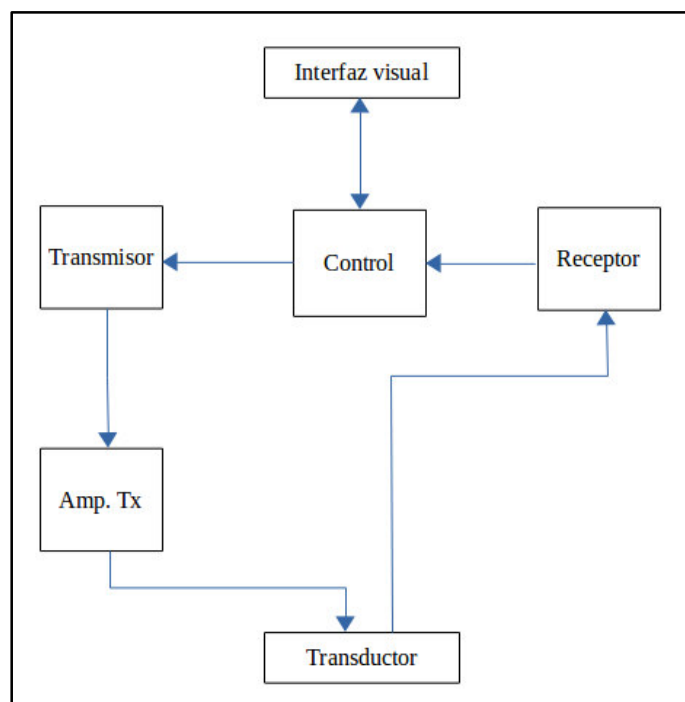 Interfaz visual
Transmisor
Control
Receptor
Amp. Tx
Transductor